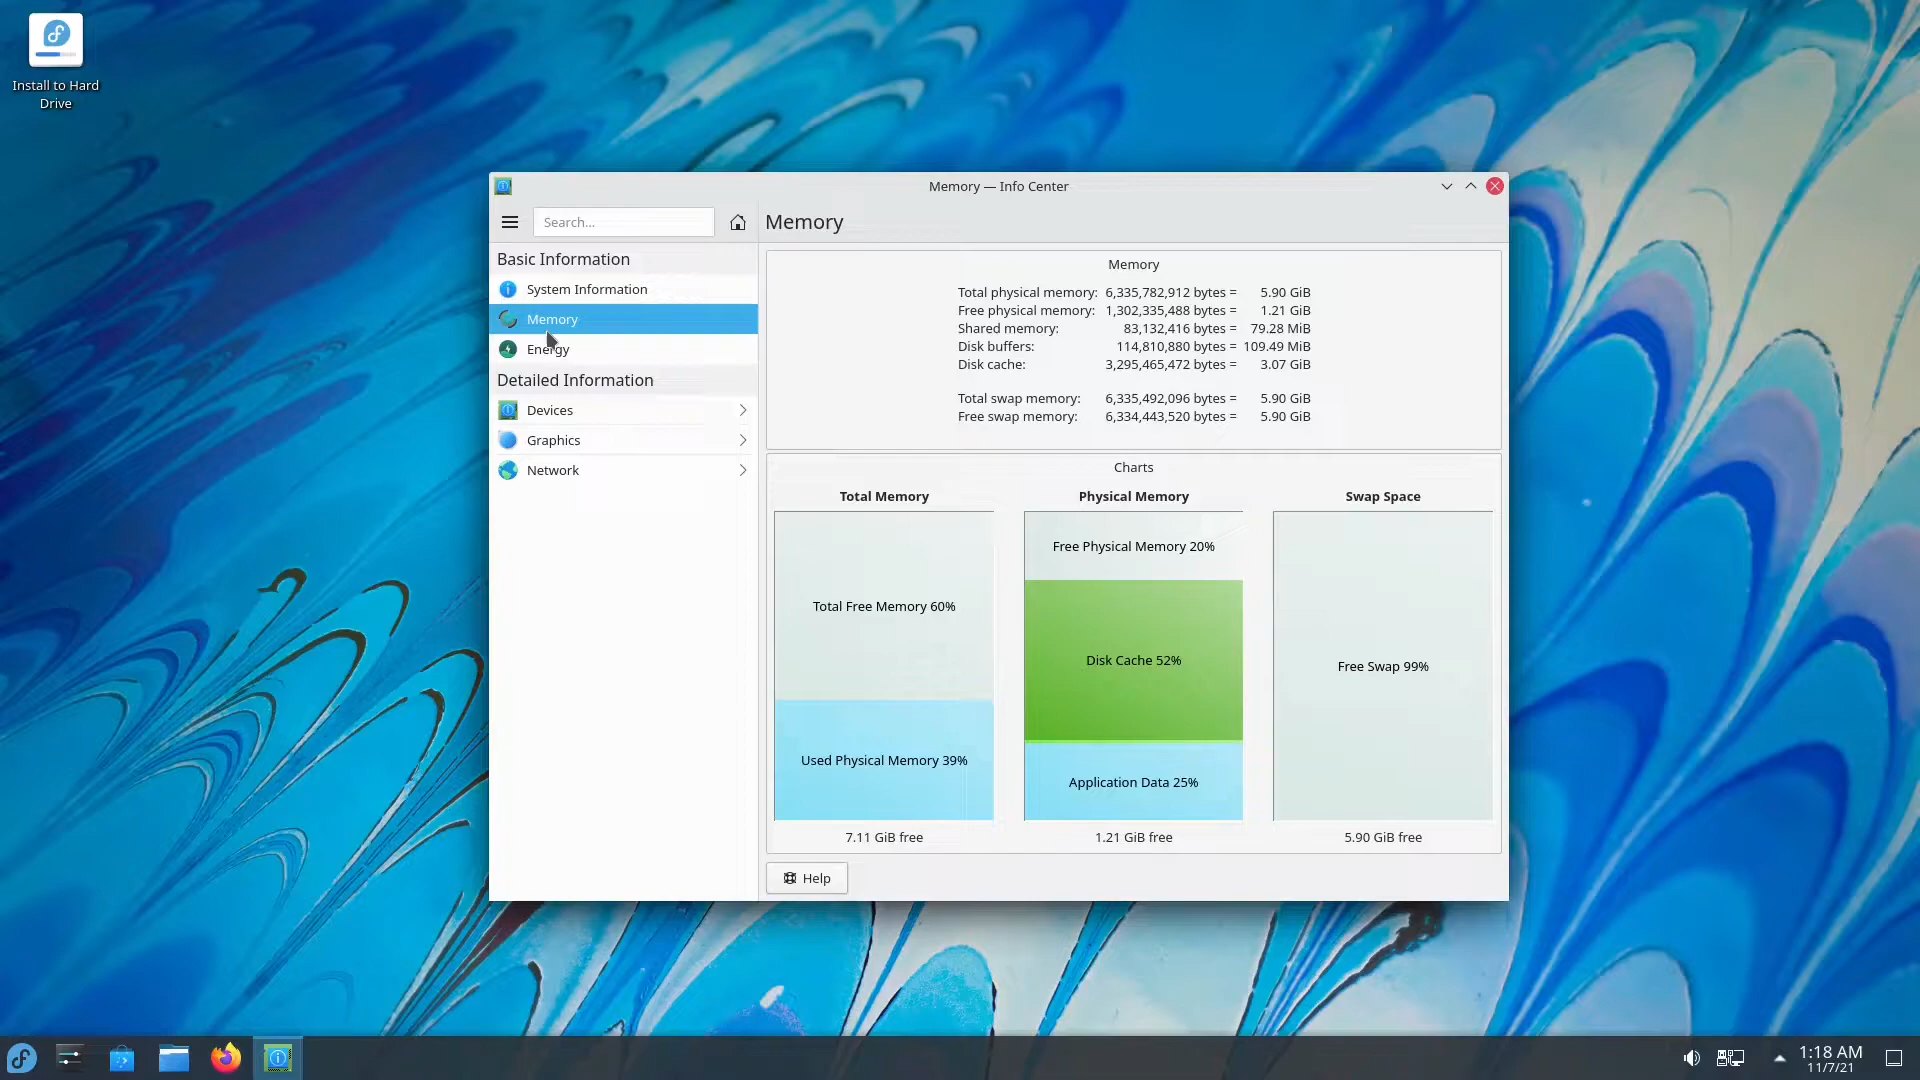 Install to Hard
Drive
Memory — Info Center
Search...
Memory
Basic Information
System Information
Memory
Energy
Detailed Information
Devices
Graphics
Network
Memory
Total physical memory: 6,335,782,912 bytes = 5.90 GiB
Free physical memory: 1,302,335,488 bytes = 1.21 GiB
Shared memory: 83,132,416 bytes = 79.28 MiB
Disk buffers: 114,810,880 bytes = 109.49 MiB
Disk cache: 3,295,465,472 bytes = 3.07 GiB
Total swap memory: 6,335,492,096 bytes = 5.90 GiB
Free swap memory: 6,334,443,520 bytes = 5.90 GiB
Charts
Total Memory
Physical Memory
Swap Space
Total Free Memory 60%
Used Physical Memory 39%
Free Physical Memory 20%
Disk Cache 52%
Application Data 25%
Free Swap 99%
7.11 GiB free
1.21 GiB free
5.90 GiB free
Help
1:18 AM
11/7/21